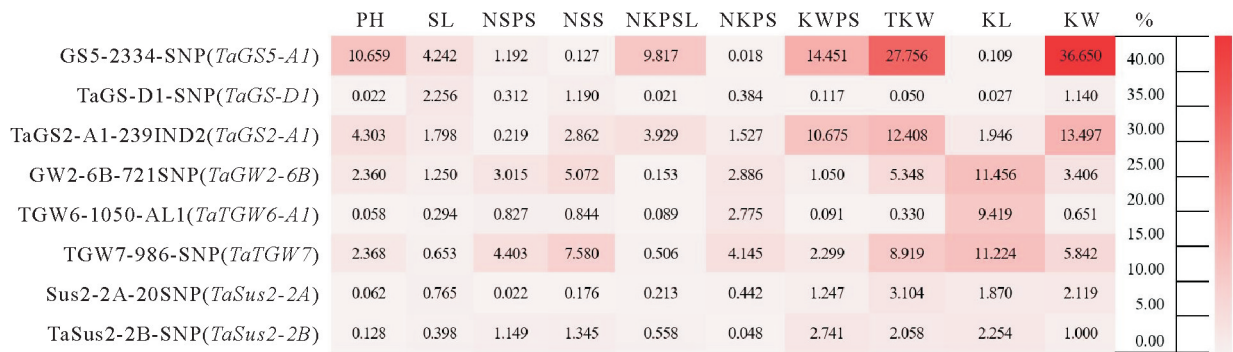 PH SL NSPS NSS NKPSL NKPS KWPS TKW KL KW %
GS5-2334-SNP(TaGS5-A1) 10.659 4.242 1.192 0.127 9.817 0.018 14.451 27.756 0.109 36.650 40.00
TaGS-D1-SNP(TaGS-D1) 0.022 2.256 0.312 1.190 0.021 0.384 0.117 0.050 0.027 1.140 35.00
TaGS2-A1-239IND2(TaGS2-A1) 4.303 1.798 0.219 2.862 3.929 1.527 10.675 12.408 1.946 13.497 30.00
GW2-6B-721SNP(TaGW2-6B) 2.360 1.250 3.015 5.072 0.153 2.886 1.050 5.348 11.456 3.406 25.00
TGW6-1050-AL1(TaTGW6-A1) 0.058 0.294 0.827 0.844 0.089 2.775 0.091 0.330 9.419 0.651 20.00
15.00
TGW7-986-SNP(TaTGW7) 2.368 0.653 4.403 7.580 0.506 4.145 2.299 8.919 11.224 5.842
10.00
Sus2-2A-20SNP(TaSus2-2A) 0.062 0.765 0.022 0.176 0.213 0.442 1.247 3.104 1.870 2.119 5.00
TaSus2-2B-SNP(TaSus2-2B) 0.128 0.398 1.149 1.345 0.558 0.048 2.741 2.058 2.254 1.000 0.00